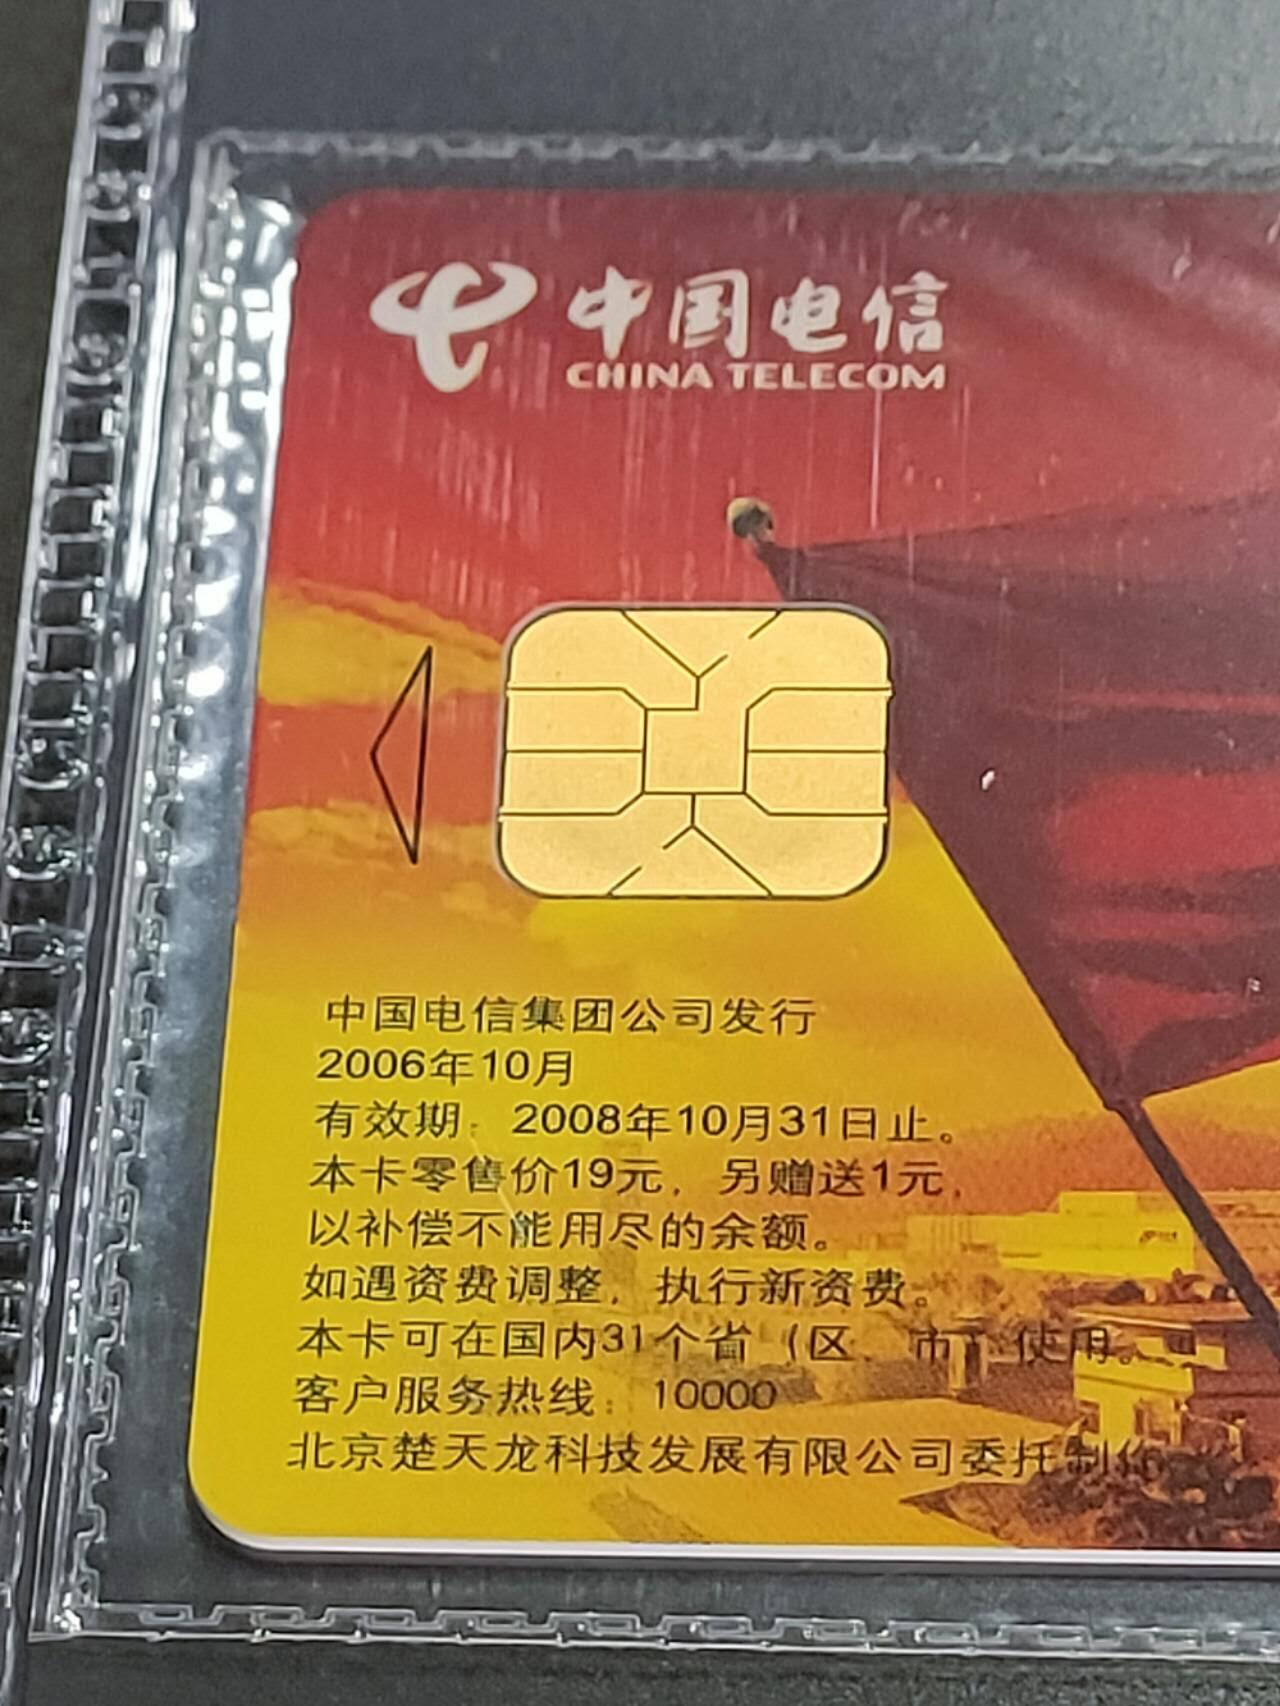 中国电信
CHINA TELECOM
中国电信集团公司发行
2006年10月
有效期：2008年10月31日止。
本卡零售价19元，另赠送1元，
以补偿不能用尽的余额。
如遇资费调整，执行新资费。
本卡可在国内31个省（区、市）使用。
客户服务热线：10000
北京楚天龙科技发展有限公司委托制作